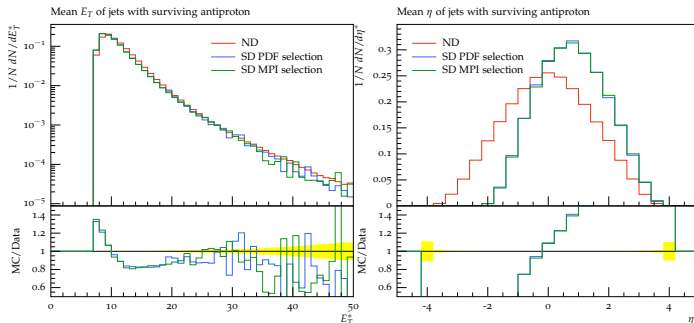 Mean E_T of jets with surviving antiproton
1/N dN/dE_T^*
ND
SD PDF selection
SD MPI selection
10^−1
10^−2
10^−3
10^−4
10^−5
MC/Data
1.4
1.2
1
0.8
0.6
0 10 20 30 40 50
E_T^*
Mean η of jets with surviving antiproton
1/N dN/dη^*
ND
SD PDF selection
SD MPI selection
0.3
0.25
0.2
0.15
0.1
0.05
0
MC/Data
1.4
1.2
1
0.8
0.6
-4 -2 0 2 4
η